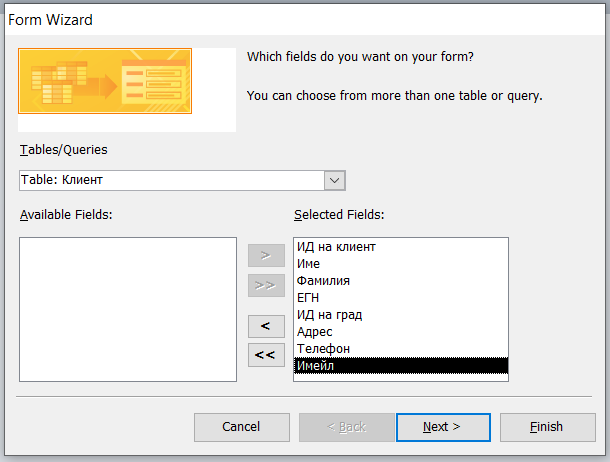 Form Wizard
Which fields do you want on your form?
You can choose from more than one table or query.
Tables/Queries
Table: Клиент
Available Fields:
Selected Fields:
ИД на клиент
Име
Фамилия
ЕГН
ИД на град
Адрес
Телефон
Имейл
>
>>
<
<<
Cancel
< Back
Next >
Finish